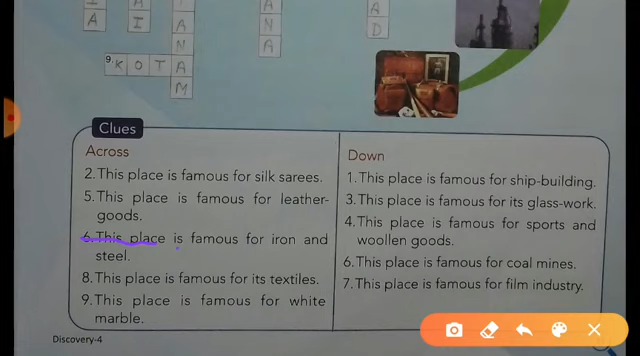 I A A A
A I N N D
N A A
9. K O T A
M
Clues
Across
2. This place is famous for silk sarees.
5. This place is famous for leather-
goods.
6. This place is famous for iron and
steel.
8. This place is famous for its textiles.
9. This place is famous for white
marble.
Down
1. This place is famous for ship-building.
3. This place is famous for its glass-work.
4. This place is famous for sports and
woollen goods.
6. This place is famous for coal mines.
7. This place is famous for film industry.
Discovery-4